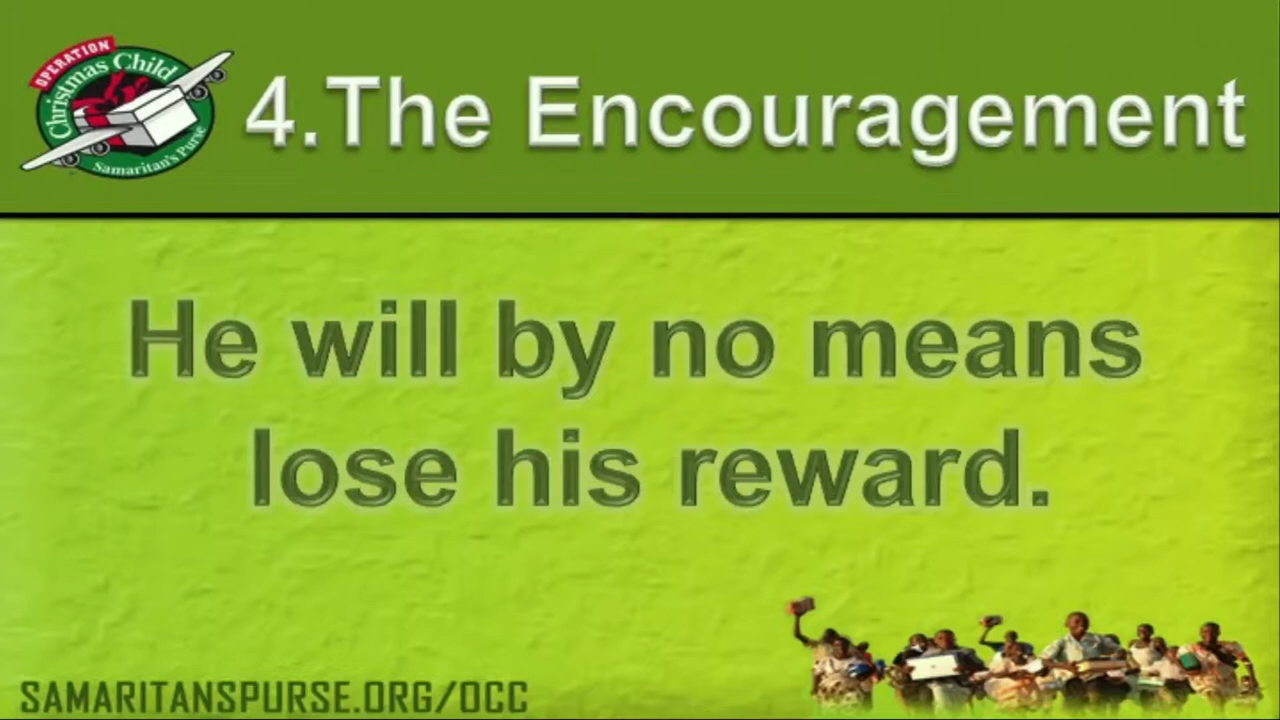 OPERATION
Christmas Child
Samaritan's Purse
4.The Encouragement
He will by no means
lose his reward.
SAMARITANSPURSE.ORG/OCC